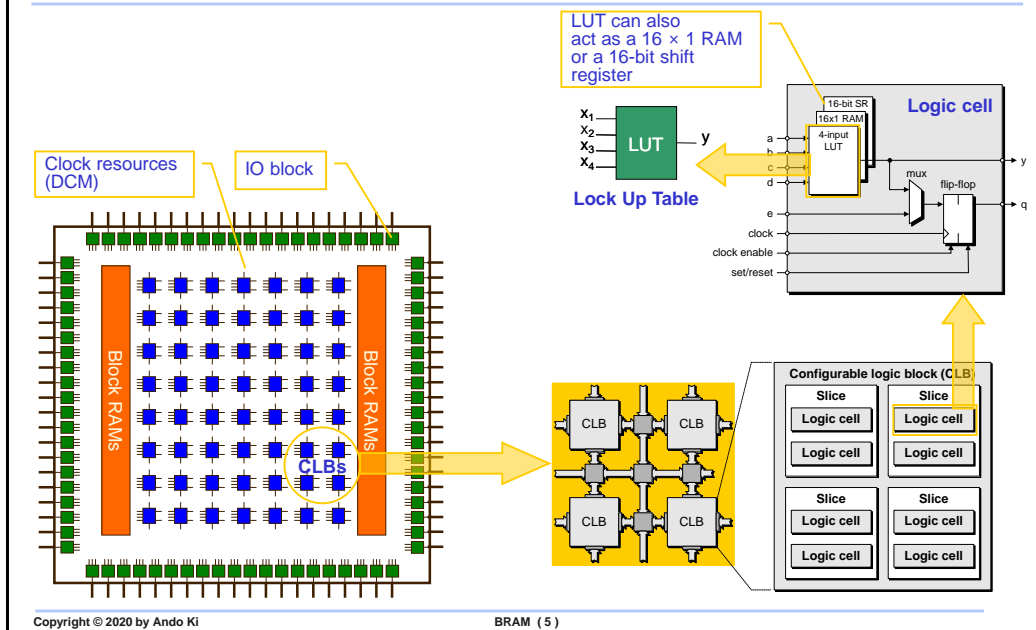 LUT can also
act as a 16 × 1 RAM
or a 16-bit shift
register
Clock resources
(DCM)
IO block
x1
x2
x3
x4
LUT
y
Lock Up Table
Logic cell
16-bit SR
16x1 RAM
4-input
LUT
a
b
c
d
e
clock
clock enable
set/reset
mux
flip-flop
y
q
Block RAMs
Block RAMs
CLBs
CLB
CLB
CLB
CLB
Configurable logic block (CLB)
Slice
Logic cell
Logic cell
Slice
Logic cell
Logic cell
Slice
Logic cell
Logic cell
Slice
Logic cell
Logic cell
Copyright © 2020 by Ando Ki
BRAM ( 5 )